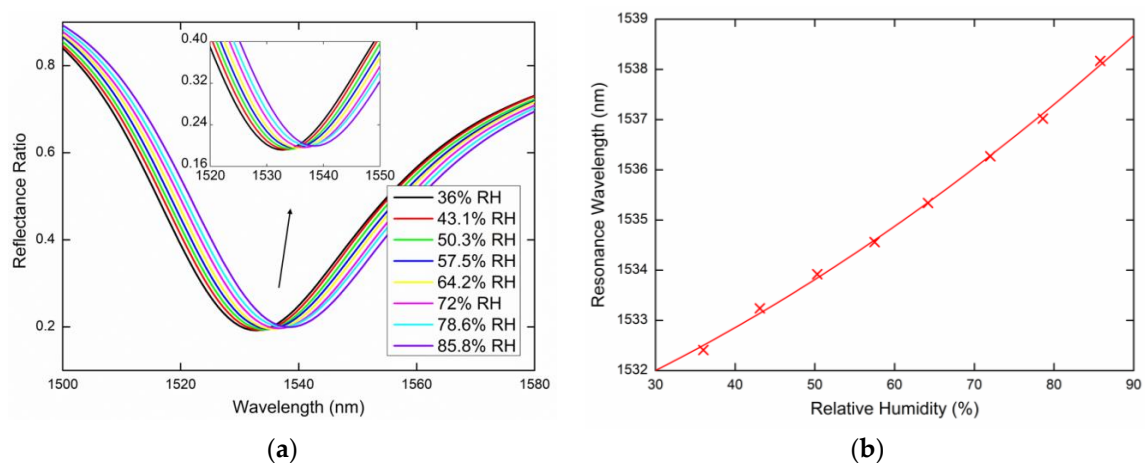 0.40
0.32
0.24
0.16
1520
1530
1540
1550
0.8
0.6
0.4
0.2
Reflectance Ratio
36% RH
43.1% RH
50.3% RH
57.5% RH
64.2% RH
72% RH
78.6% RH
85.8% RH
1500
1520
1540
1560
1580
Wavelength (nm)
(a)
1539
1538
1537
1536
1535
1534
1533
1532
Resonance Wavelength (nm)
30
40
50
60
70
80
90
Relative Humidity (%)
(b)